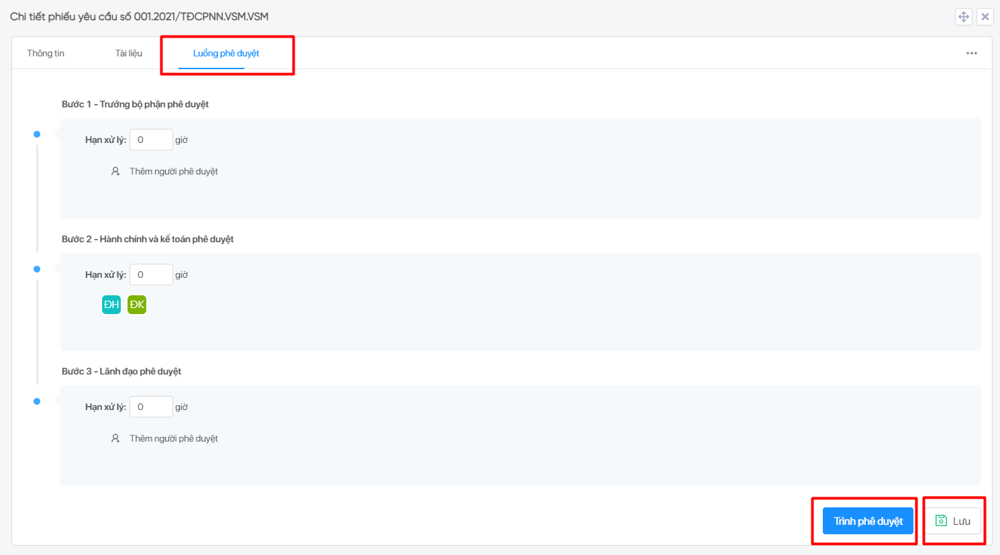 Chi tiết phiếu yêu cầu số 001.2021/TĐCPNN.VSM.VSM
Thông tin Tài liệu Luồng phê duyệt
Bước 1 - Trưởng bộ phận phê duyệt
Hạn xử lý: 0 giờ
Thêm người phê duyệt
Bước 2 - Hành chính và kế toán phê duyệt
Hạn xử lý: 0 giờ
ĐH ĐK
Bước 3 - Lãnh đạo phê duyệt
Hạn xử lý: 0 giờ
Thêm người phê duyệt
Trình phê duyệt Lưu